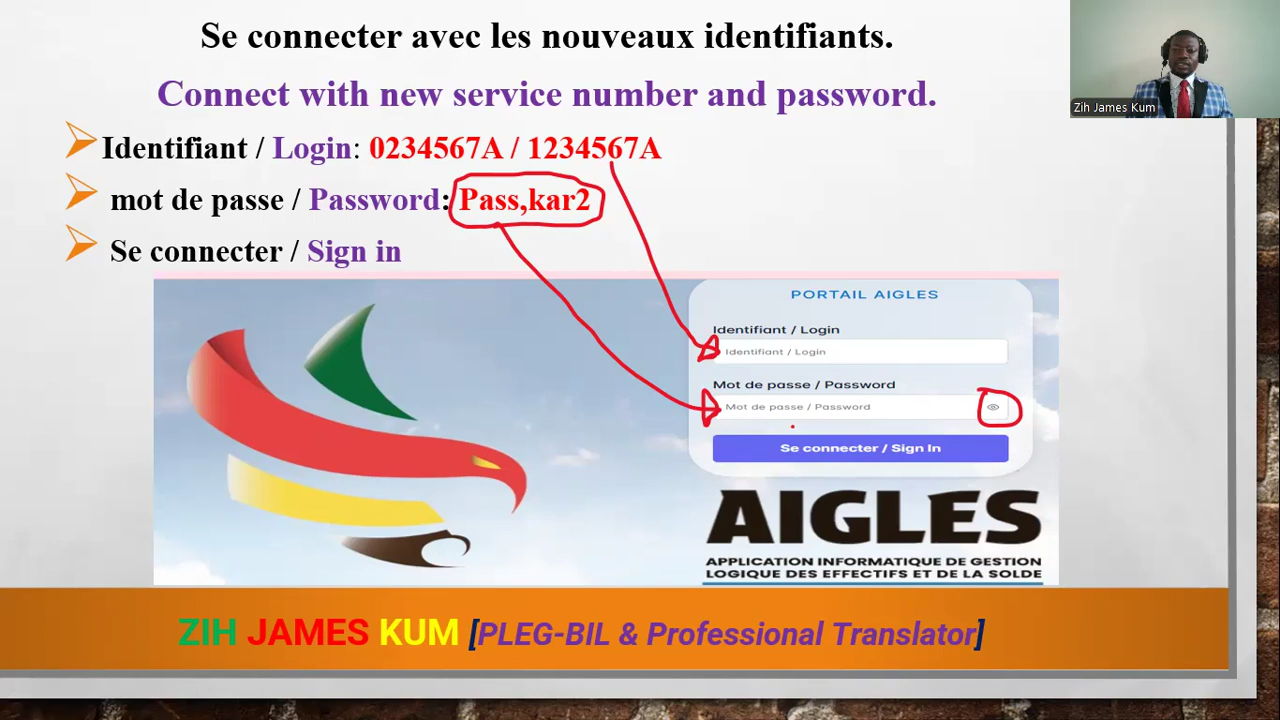 Se connecter avec les nouveaux identifiants.
Connect with new service number and password.
Zih James Kum
Identifiant / Login: 0234567A / 1234567A
mot de passe / Password: Pass,kar2
Se connecter / Sign in
PORTAIL AIGLES
Identifiant / Login
Identifiant / Login
Mot de passe / Password
Mot de passe / Password
Se connecter / Sign In
AIGLES
APPLICATION INFORMATIQUE DE GESTION
LOGIQUE DES EFFECTIFS ET DE LA SOLDE
ZIH JAMES KUM [PLEG-BIL & Professional Translator]